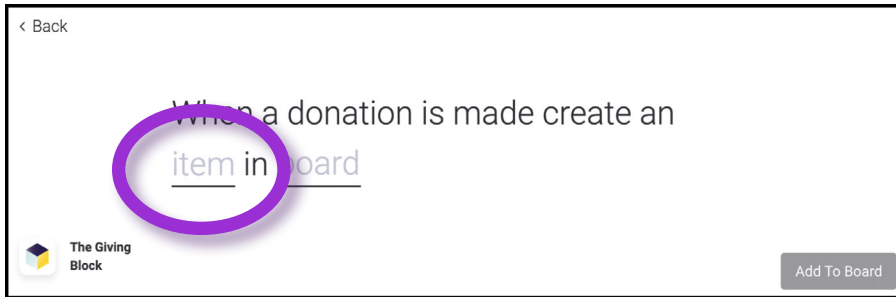 < Back
When a donation is made create an
item in board
The Giving
Block
Add To Board